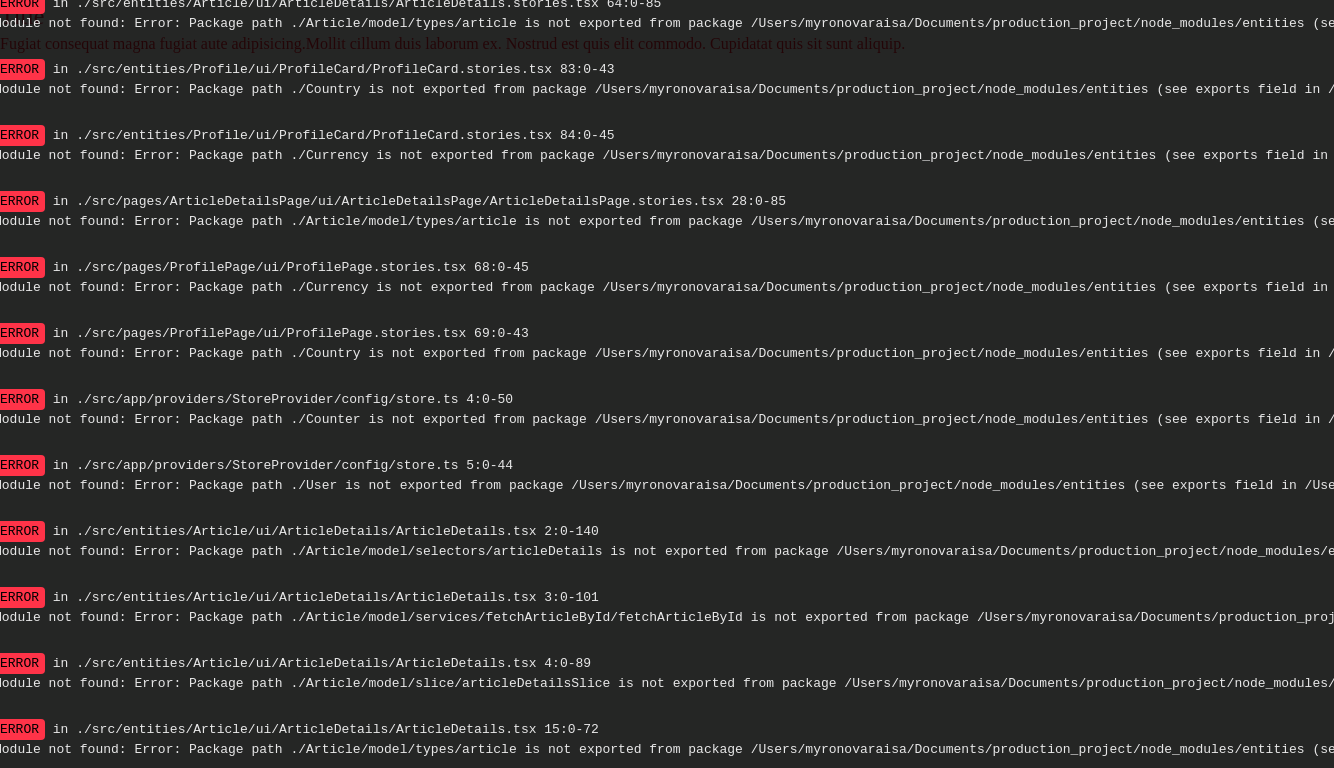 ERROR in ./src/entities/Article/ui/ArticleDetails/ArticleDetails.stories.tsx 64:0-85
Module not found: Error: Package path ./Article/model/types/article is not exported from package /Users/myronovaraisa/Documents/production_project/node_modules/entities (se
Fugiat consequat magna fugiat aute adipisicing.Mollit cillum duis laborum ex. Nostrud est quis elit commodo. Cupidatat quis sit sunt aliquip.
ERROR in ./src/entities/Profile/ui/ProfileCard/ProfileCard.stories.tsx 83:0-43
Module not found: Error: Package path ./Country is not exported from package /Users/myronovaraisa/Documents/production_project/node_modules/entities (see exports field in /
ERROR in ./src/entities/Profile/ui/ProfileCard/ProfileCard.stories.tsx 84:0-45
Module not found: Error: Package path ./Currency is not exported from package /Users/myronovaraisa/Documents/production_project/node_modules/entities (see exports field in
ERROR in ./src/pages/ArticleDetailsPage/ui/ArticleDetailsPage/ArticleDetailsPage.stories.tsx 28:0-85
Module not found: Error: Package path ./Article/model/types/article is not exported from package /Users/myronovaraisa/Documents/production_project/node_modules/entities (se
ERROR in ./src/pages/ProfilePage/ui/ProfilePage.stories.tsx 68:0-45
Module not found: Error: Package path ./Currency is not exported from package /Users/myronovaraisa/Documents/production_project/node_modules/entities (see exports field in
ERROR in ./src/pages/ProfilePage/ui/ProfilePage.stories.tsx 69:0-43
Module not found: Error: Package path ./Country is not exported from package /Users/myronovaraisa/Documents/production_project/node_modules/entities (see exports field in /
ERROR in ./src/app/providers/StoreProvider/config/store.ts 4:0-50
Module not found: Error: Package path ./Counter is not exported from package /Users/myronovaraisa/Documents/production_project/node_modules/entities (see exports field in /
ERROR in ./src/app/providers/StoreProvider/config/store.ts 5:0-44
Module not found: Error: Package path ./User is not exported from package /Users/myronovaraisa/Documents/production_project/node_modules/entities (see exports field in /Use
ERROR in ./src/entities/Article/ui/ArticleDetails/ArticleDetails.tsx 2:0-140
Module not found: Error: Package path ./Article/model/selectors/articleDetails is not exported from package /Users/myronovaraisa/Documents/production_project/node_modules/e
ERROR in ./src/entities/Article/ui/ArticleDetails/ArticleDetails.tsx 3:0-101
Module not found: Error: Package path ./Article/model/services/fetchArticleById/fetchArticleById is not exported from package /Users/myronovaraisa/Documents/production_proj
ERROR in ./src/entities/Article/ui/ArticleDetails/ArticleDetails.tsx 4:0-89
Module not found: Error: Package path ./Article/model/slice/articleDetailsSlice is not exported from package /Users/myronovaraisa/Documents/production_project/node_modules/
ERROR in ./src/entities/Article/ui/ArticleDetails/ArticleDetails.tsx 15:0-72
Module not found: Error: Package path ./Article/model/types/article is not exported from package /Users/myronovaraisa/Documents/production_project/node_modules/entities (se